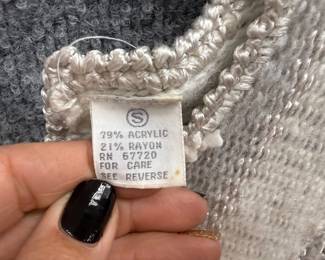 S
79% ACRYLIC
21% RAYON
RN 67720
FOR CARE
SEE REVERSE